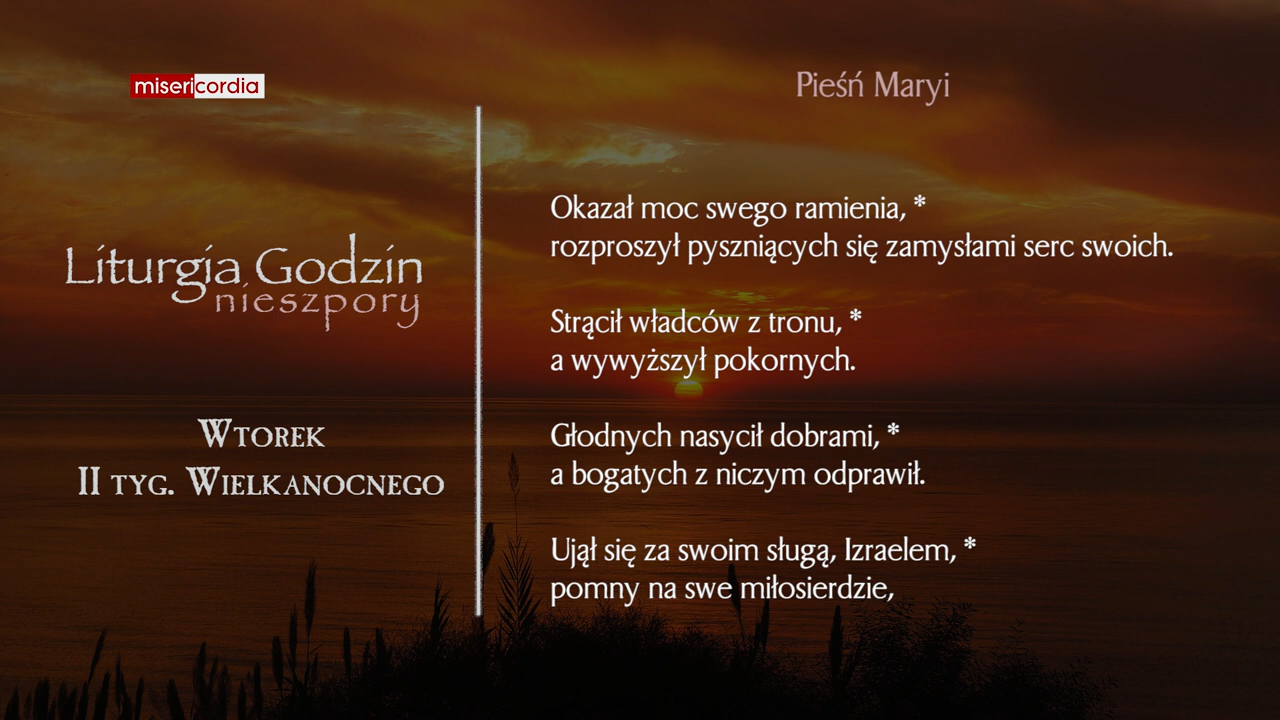 misericordia
Liturgia Godzin
nieszpory
Wtorek
II tyg. Wielkanocnego
Pieśń Maryi
Okazał moc swego ramienia, *
rozproszył pyszniących się zamysłami serc swoich.
Strącił władców z tronu, *
a wywyższył pokornych.
Głodnych nasycił dobrami, *
a bogatych z niczym odprawił.
Ujął się za swoim sługą, Izraelem, *
pomny na swe miłosierdzie,